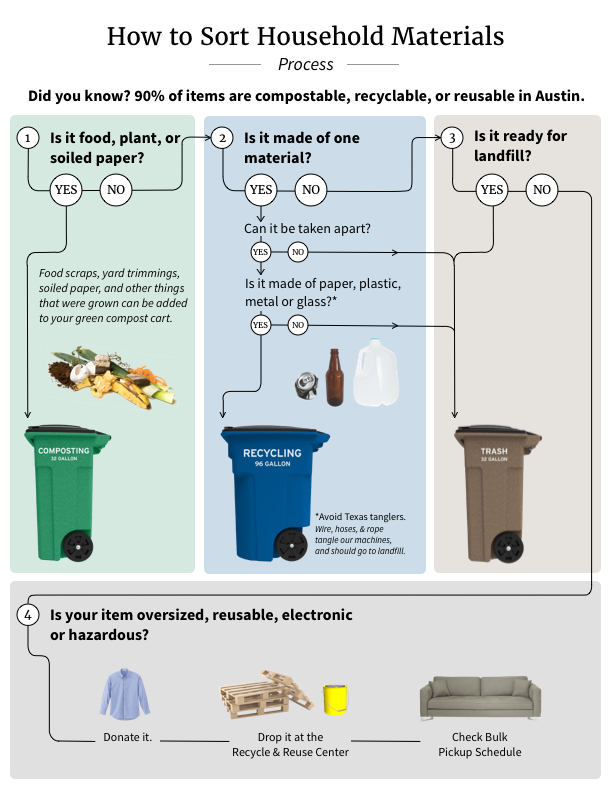 How to Sort Household Materials
Process
Did you know? 90% of items are compostable, recyclable, or reusable in Austin.
1
Is it food, plant, or
soiled paper?
YES
NO
Food scraps, yard trimmings,
soiled paper, and other things
that were grown can be added
to your green compost cart.
COMPOSTING
32 GALLON
2
Is it made of one
material?
YES
NO
Can it be taken apart?
YES
NO
Is it made of paper, plastic,
metal or glass?*
YES
NO
RECYCLING
96 GALLON
*Avoid Texas tanglers.
Wire, hoses, & rope
tangle our machines,
and should go to landfill.
3
Is it ready for
landfill?
YES
NO
TRASH
32 GALLON
4
Is your item oversized, reusable, electronic
or hazardous?
Donate it.
Drop it at the
Recycle & Reuse Center
Check Bulk
Pickup Schedule